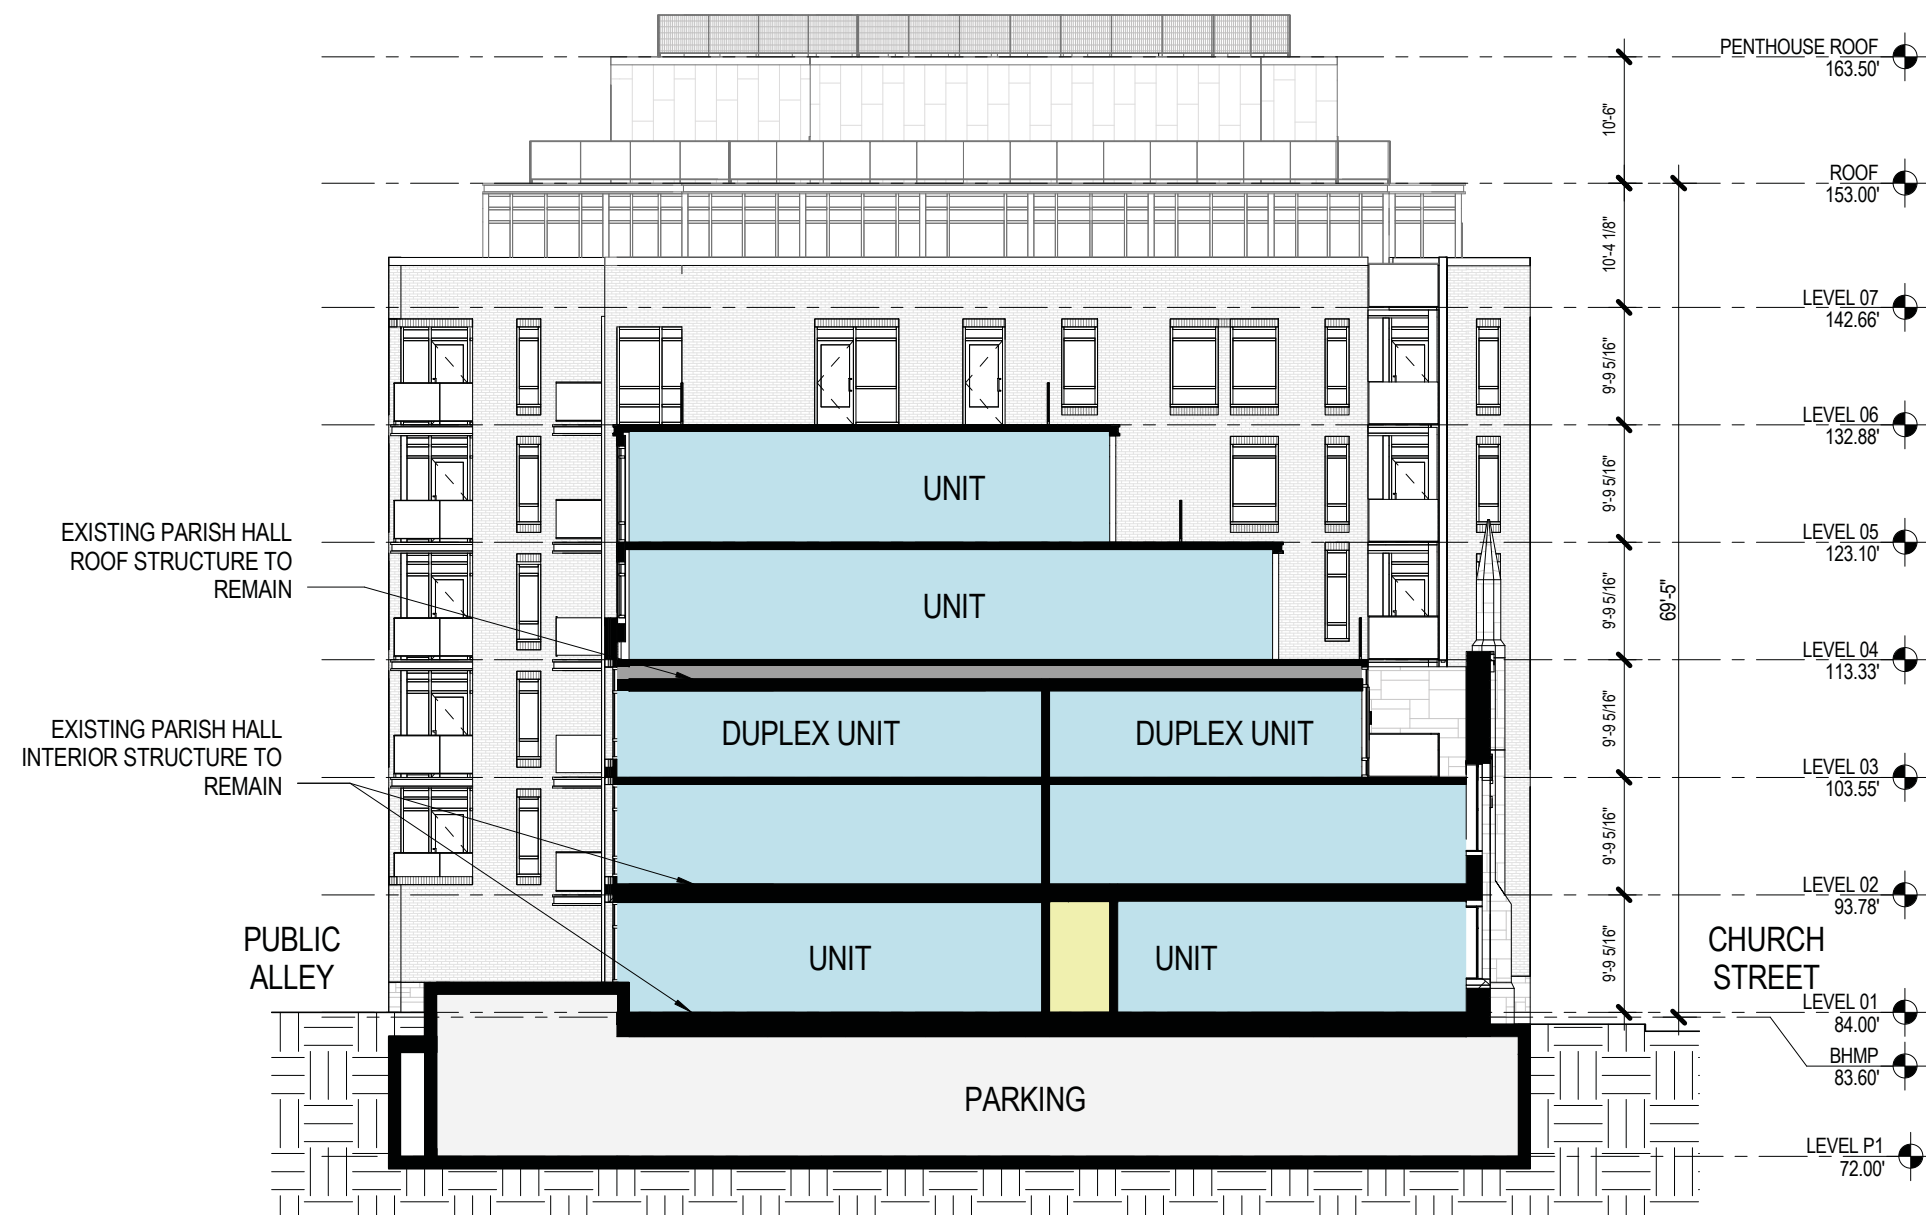 PENTHOUSE ROOF
163.50'
10'-6"
ROOF
153.00'
10'-4 1/8"
LEVEL 07
142.66'
9'-9 5/16"
LEVEL 06
132.88'
UNIT
9'-9 5/16"
EXISTING PARISH HALL
ROOF STRUCTURE TO
REMAIN
LEVEL 05
123.10'
UNIT
9'-9 5/16"
69'-5"
LEVEL 04
113.33'
EXISTING PARISH HALL
INTERIOR STRUCTURE TO
REMAIN
DUPLEX UNIT
DUPLEX UNIT
9'-9 5/16"
LEVEL 03
103.55'
9'-9 5/16"
LEVEL 02
93.78'
PUBLIC
ALLEY
UNIT
UNIT
9'-9 5/16"
CHURCH
STREET
LEVEL 01
84.00'
BHMP
83.60'
PARKING
LEVEL P1
72.00'